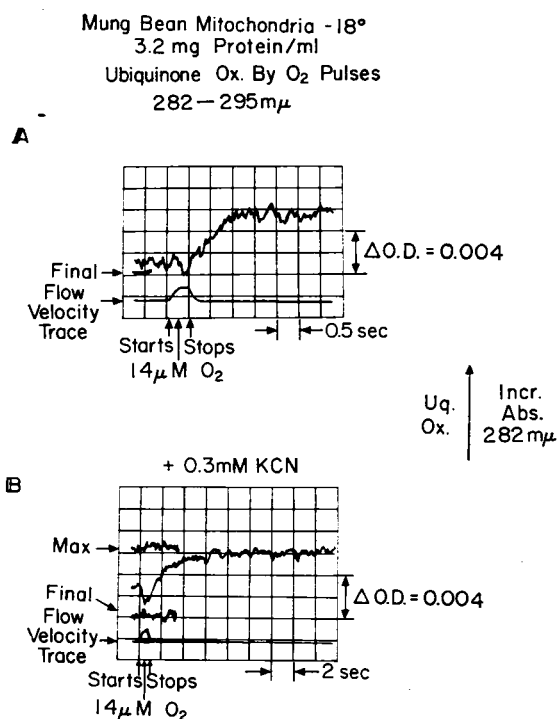 Mung Bean Mitochondria -18°
3.2 mg Protein/ml
Ubiquinone Ox. By O₂ Pulses
282-295mμ
A
Final
Flow
Velocity
Trace
ΔO.D. = 0.004
0.5 sec
Starts Stops
14μM O₂
Uq. Ox.
Incr. Abs. 282mμ
+ 0.3mM KCN
B
Max
Final
Flow
Velocity
Trace
ΔO.D. = 0.004
2 sec
Starts Stops
14μM O₂